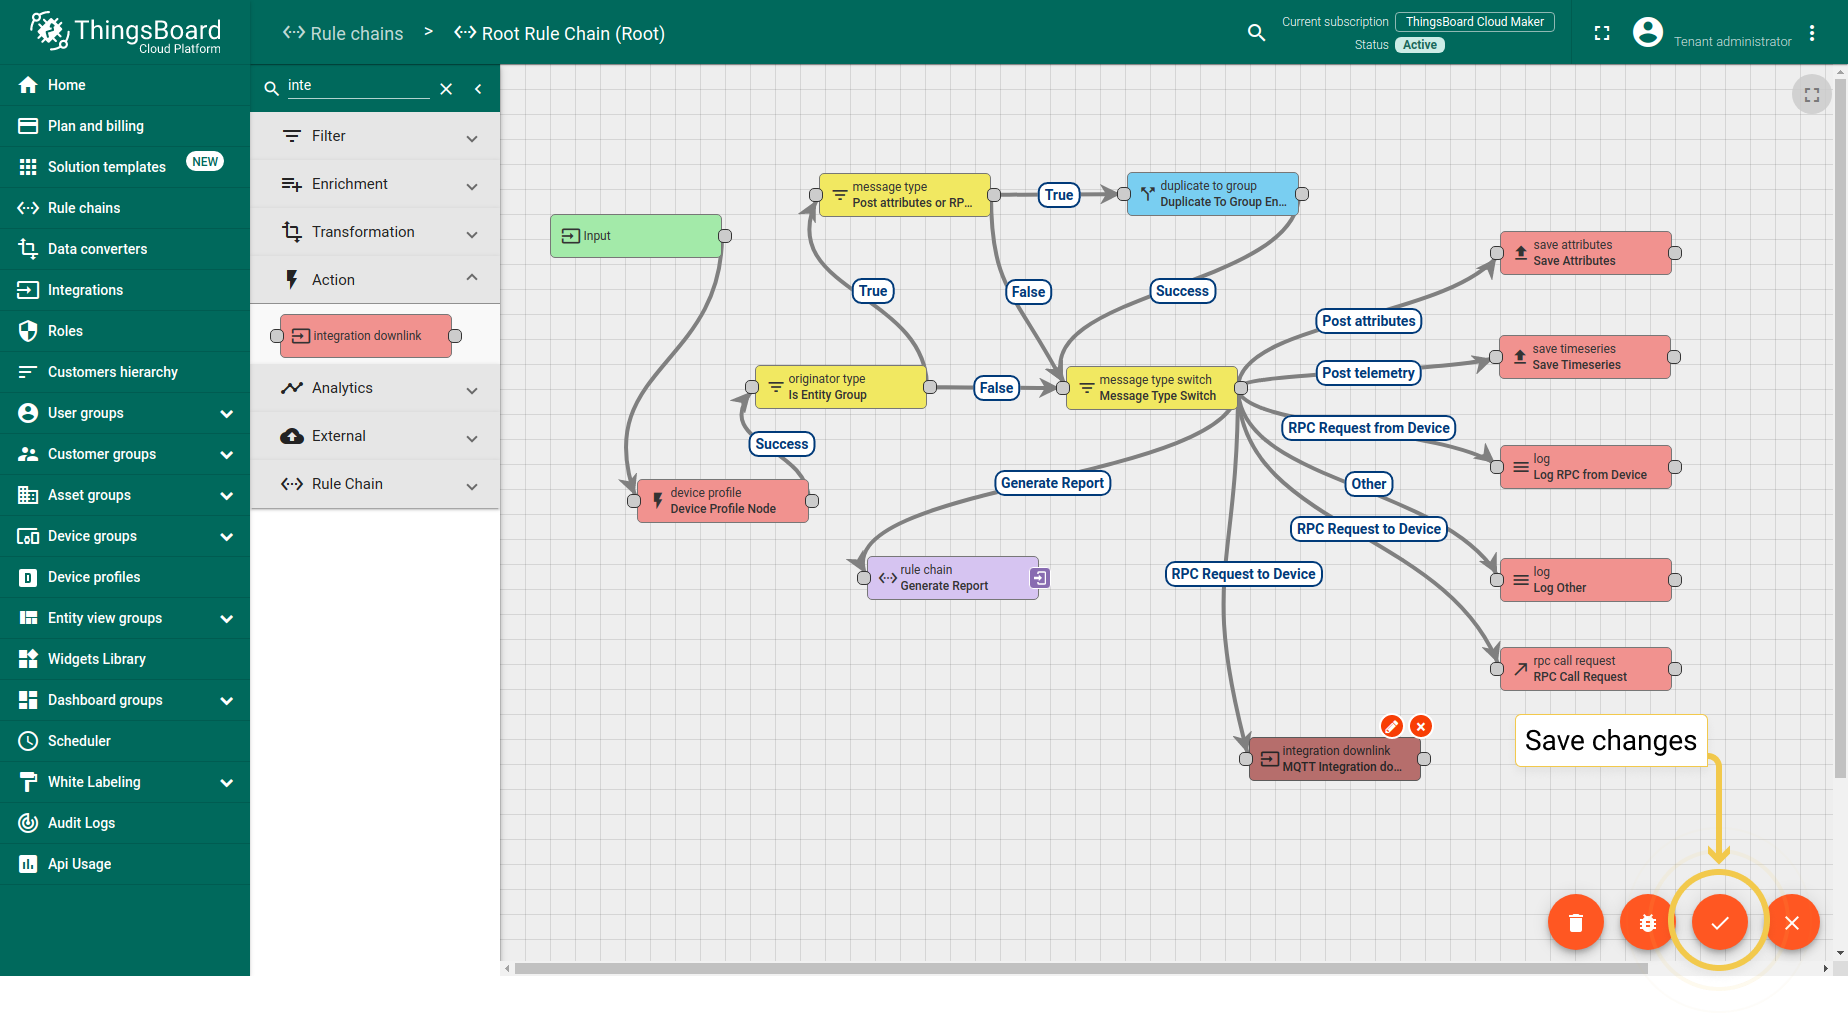 ThingsBoard
Cloud Platform
Rule chains > Root Rule Chain (Root)
Current subscription ThingsBoard Cloud Maker
Status Active
Tenant administrator
Home
Plan and billing
Solution templates NEW
Rule chains
Data converters
Integrations
Roles
Customers hierarchy
User groups
Customer groups
Asset groups
Device groups
Device profiles
Entity view groups
Widgets Library
Dashboard groups
Scheduler
White Labeling
Audit Logs
Api Usage
inte
Filter
Enrichment
Transformation
Action
integration downlink
Analytics
External
Rule Chain
Input
message type
Post attributes or RP...
True
duplicate to group
Duplicate To Group En...
True
False
Success
save attributes
Save Attributes
Post attributes
save timeseries
Save Timeseries
Post telemetry
originator type
Is Entity Group
False
message type switch
Message Type Switch
Success
RPC Request from Device
log
Log RPC from Device
device profile
Device Profile Node
Generate Report
Other
RPC Request to Device
rule chain
Generate Report
RPC Request to Device
log
Log Other
rpc call request
RPC Call Request
integration downlink
MQTT Integration do...
Save changes